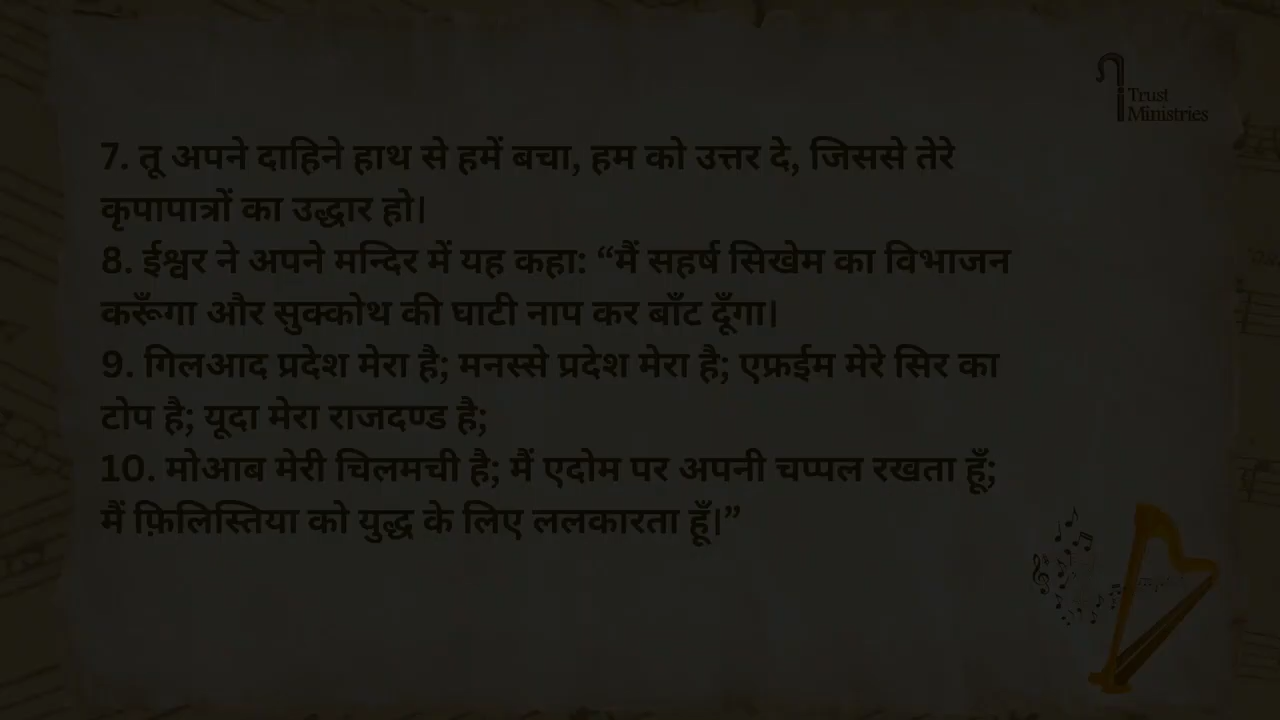 Trust
Ministries
7. तू अपने दाहिने हाथ से हमें बचा, हम को उत्तर दे, जिससे तेरे
कृपापात्रों का उद्धार हो|
8. ईश्वर ने अपने मन्दिर में यह कहा: “मैं सहर्ष सिखेम का विभाजन
करूँगा और सुक्कोथ की घाटी नाप कर बाँट दूँगा|
9. गिलआद प्रदेश मेरा है; मनस्से प्रदेश मेरा है; एफ्रईम मेरे सिर का
टोप है; यूदा मेरा राजदण्ड है;
10. मोआब मेरी चिलमची है; मैं एदोम पर अपनी चप्पल रखता हूँ;
मैं फ़िलिस्तिया को युद्ध के लिए ललकारता हूँ|”